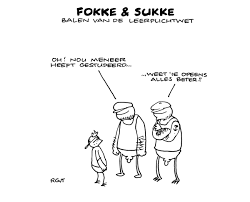 FOKKE & SUKKE
BALEN VAN DE LEERPLICHTWET
OH! NOU MENEER
HEEFT GESTUDEERD...
...WEET 'IE OPEENS
ALLES BETER!!
RGvT